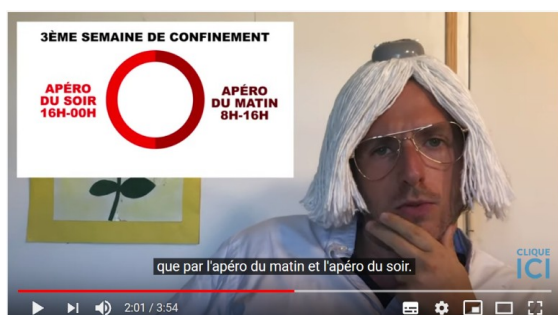 3ÈME SEMAINE DE CONFINEMENT
APÉRO
DU SOIR
16H-00H
APÉRO
DU MATIN
8H-16H
CLIQUE
ICI
que par l'apéro du matin et l'apéro du soir.
2:01 / 3:54